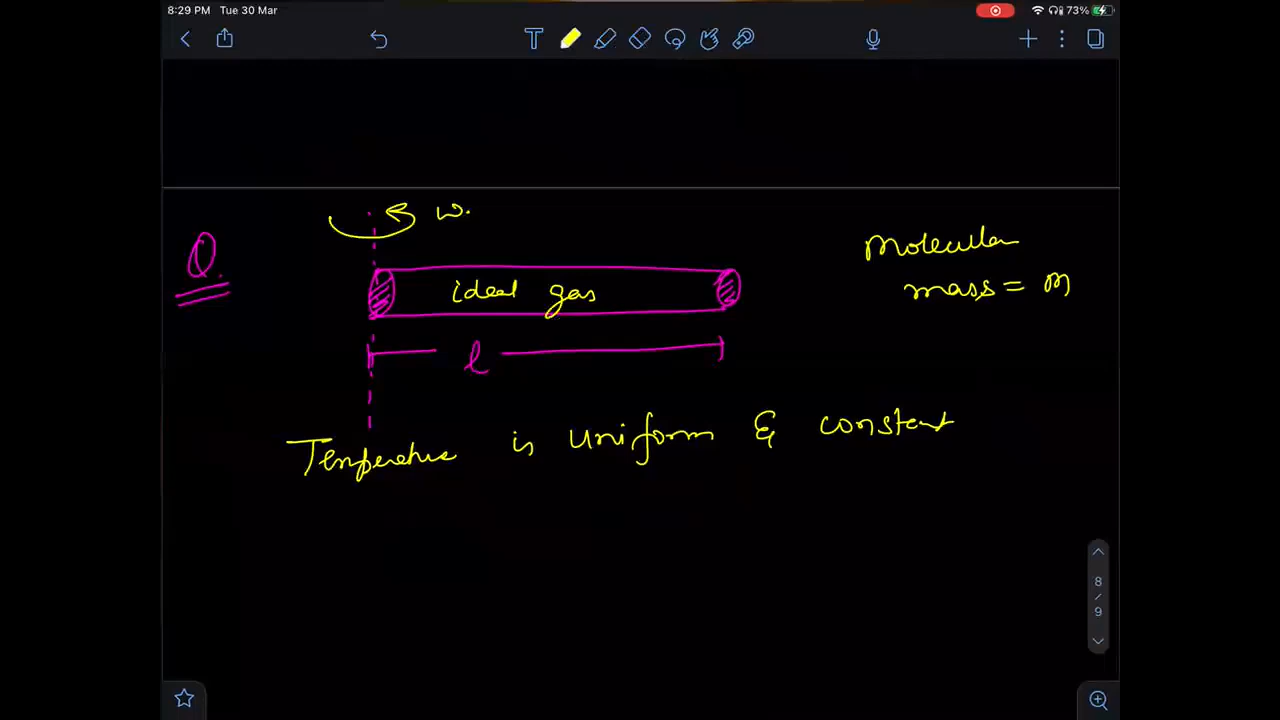 8:29 PM Tue 30 Mar
73%
T
ω.
Q.
ideal gas
Molecular
mass = M
l
Temperature is uniform & constant
8
/
9